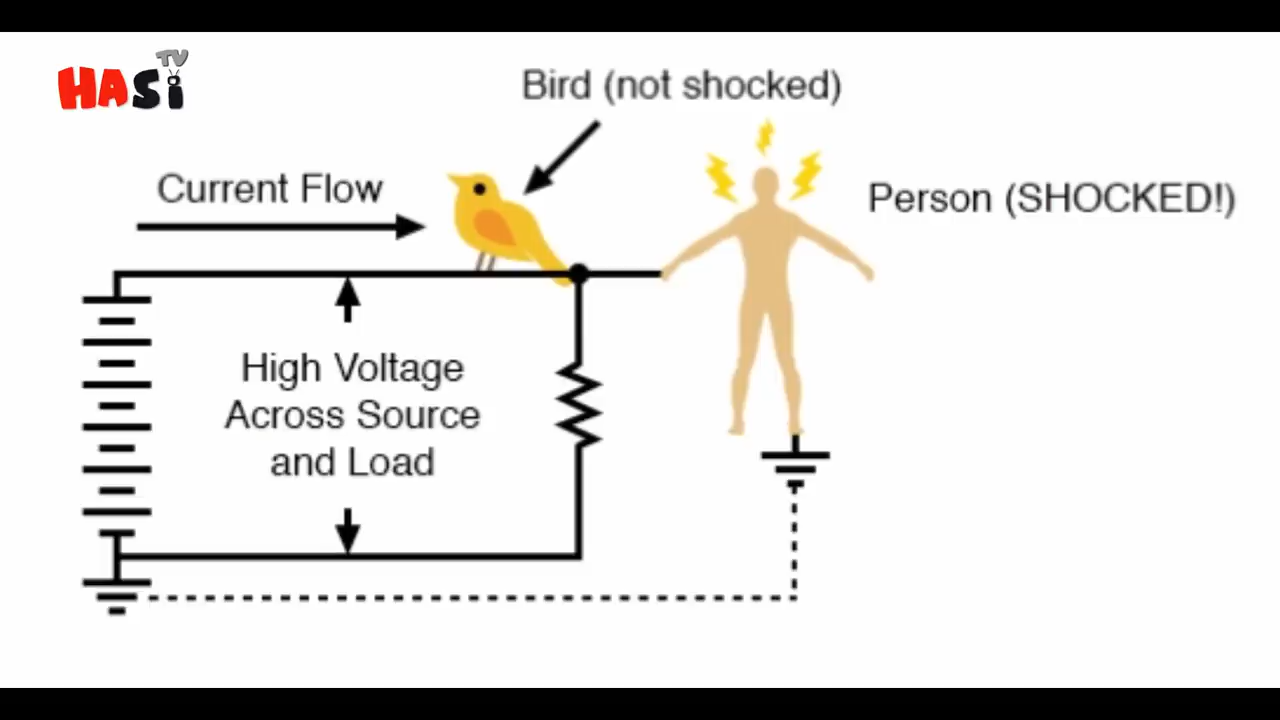 HASi TV
Bird (not shocked)
Current Flow
Person (SHOCKED!)
High Voltage
Across Source
and Load